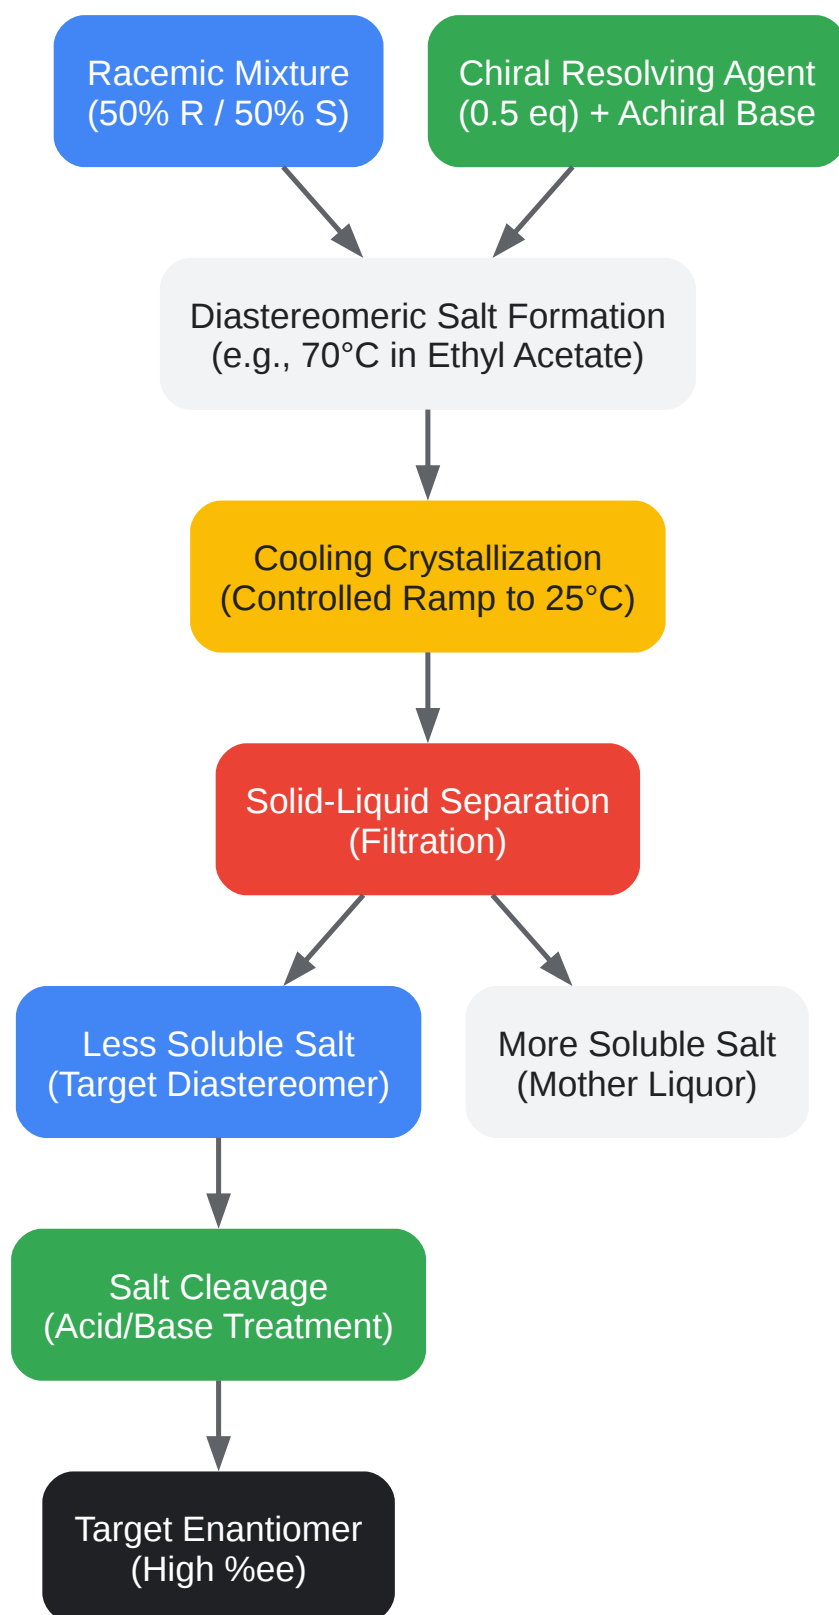 Racemic Mixture
(50% R / 50% S)
Chiral Resolving Agent
(0.5 eq) + Achiral Base
Diastereomeric Salt Formation
(e.g., 70°C in Ethyl Acetate)
Cooling Crystallization
(Controlled Ramp to 25°C)
Solid-Liquid Separation
(Filtration)
Less Soluble Salt
(Target Diastereomer)
More Soluble Salt
(Mother Liquor)
Salt Cleavage
(Acid/Base Treatment)
Target Enantiomer
(High %ee)